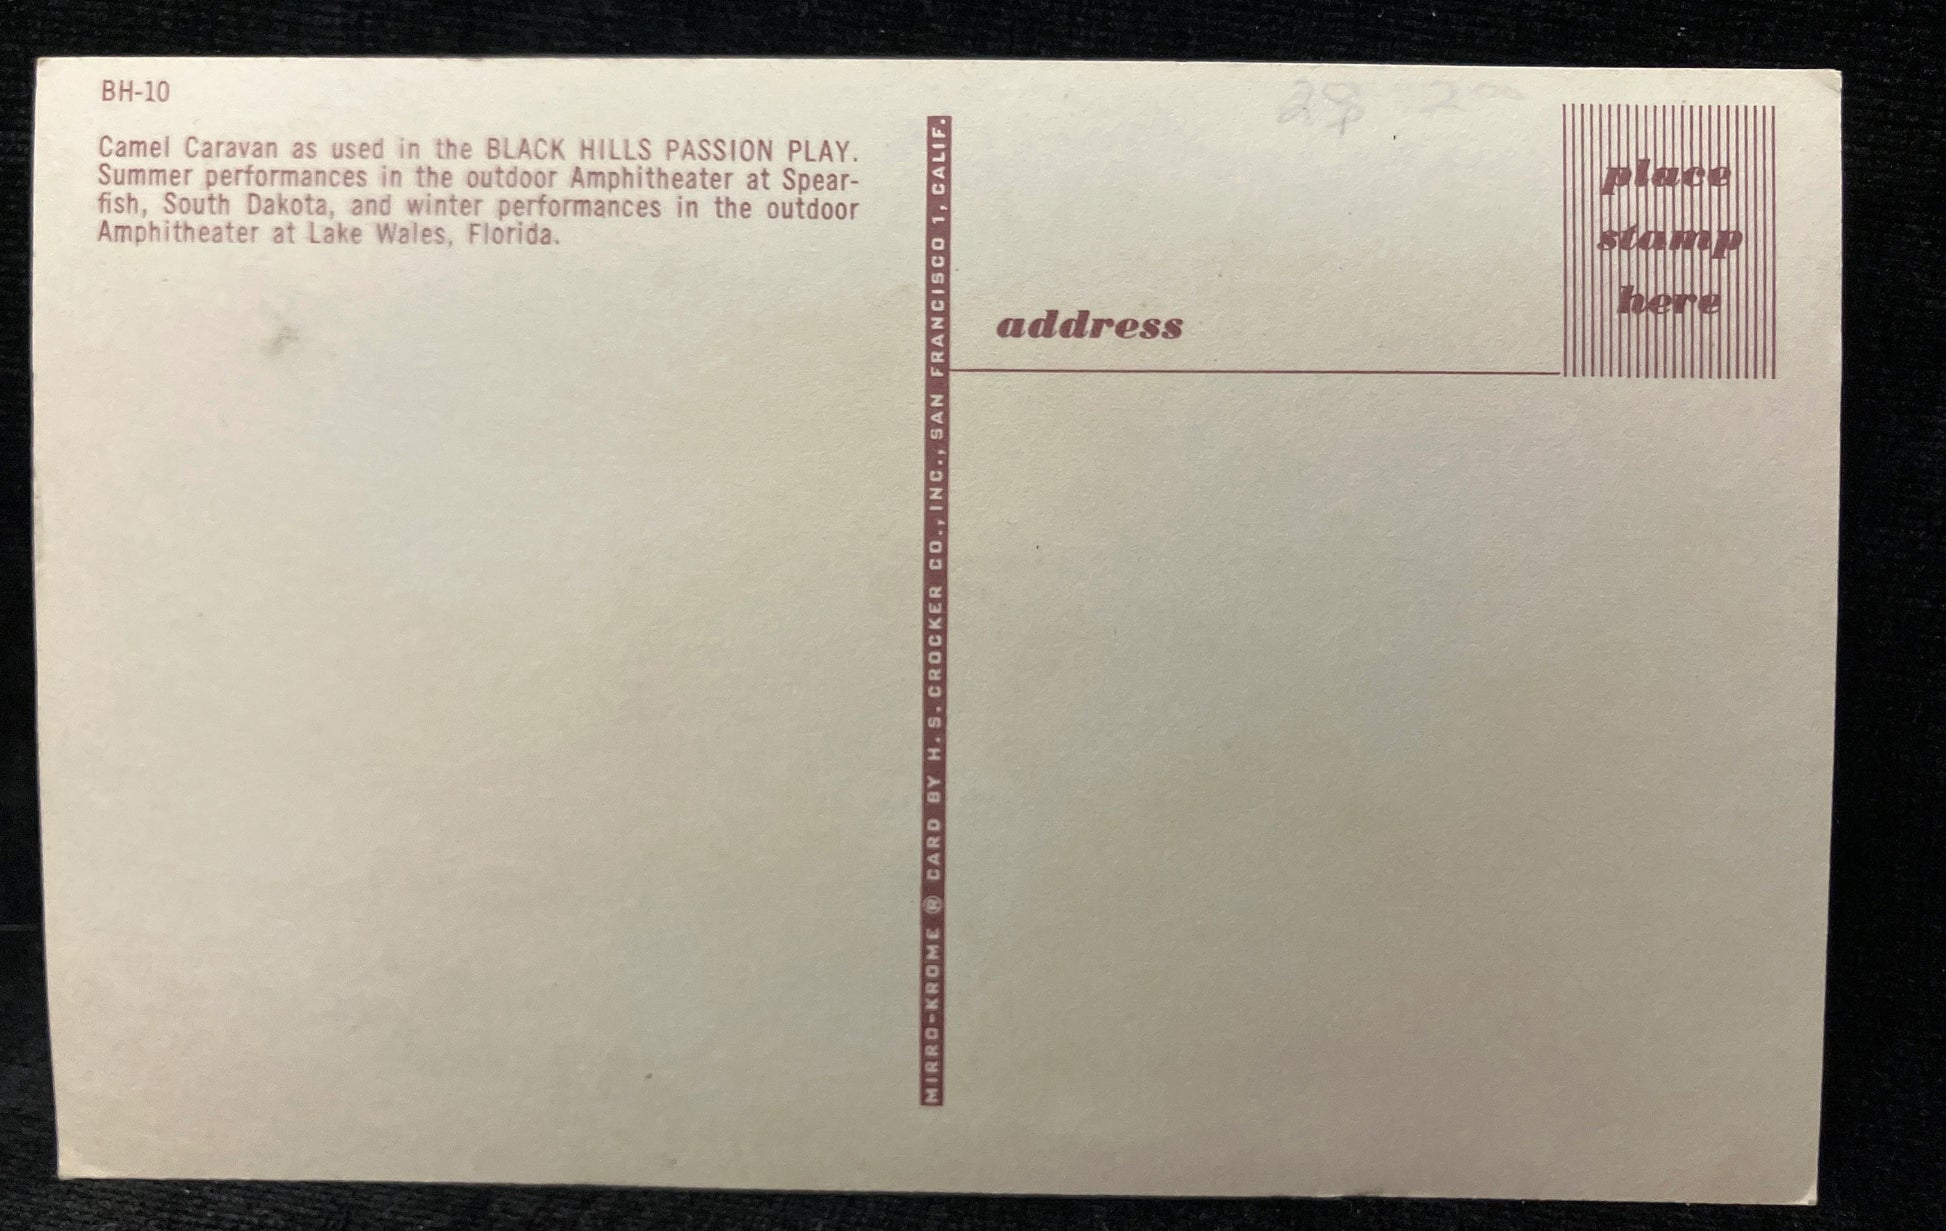 BH-10
Camel Caravan as used in the BLACK HILLS PASSION PLAY.
Summer performances in the outdoor Amphitheater at Spear-
fish, South Dakota, and winter performances in the outdoor
Amphitheater at Lake Wales, Florida.
MIRRO-KROME ® CARD BY H. S. CROCKER CO., INC., SAN FRANCISCO 1, CALIF.
place
stamp
here
address